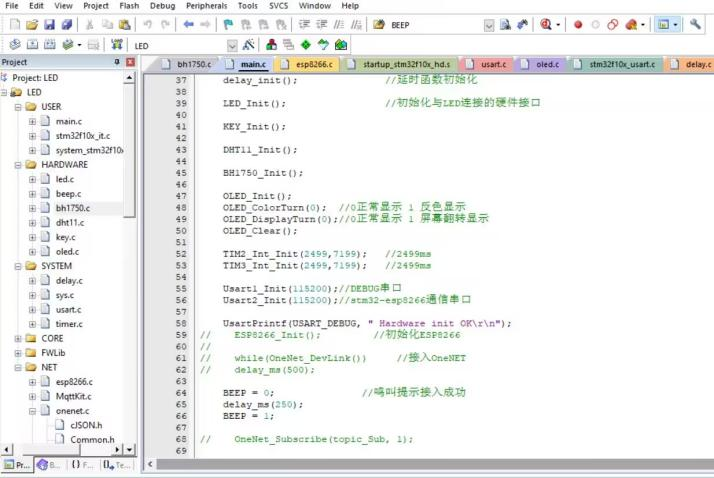 File Edit View Project Flash Debug Peripherals Tools SVCS Window Help
BEEP
LOAD LED
Project
Project: LED
LED
USER
main.c
stm32f10x_it.c
system_stm32f10x
HARDWARE
led.c
beep.c
bh1750.c
dht11.c
key.c
oled.c
SYSTEM
delay.c
sys.c
usart.c
timer.c
CORE
FWLib
NET
esp8266.c
MqttKit.c
onenet.c
cJSON.h
Common.h
Pr... B... {} F... Te...
bh1750.c main.c esp8266.c startup_stm32f10x_hd.s usart.c oled.c stm32f10x_usart.c delay.c
37 delay_init(); //延时函数初始化
38
39 LED_Init(); //初始化与LED连接的硬件接口
40
41 KEY_Init();
42
43 DHT11_Init();
44
45 BH1750_Init();
46
47 OLED_Init();
48 OLED_ColorTurn(0); //0正常显示 1 反色显示
49 OLED_DisplayTurn(0);//0正常显示 1 屏幕翻转显示
50 OLED_Clear();
51
52 TIM2_Int_Init(2499,7199); //2499ms
53 TIM3_Int_Init(2499,7199); //2499ms
54
55 Usart1_Init(115200);//DEBUG串口
56 Usart2_Init(115200);//stm32-esp8266通信串口
57
58 UsartPrintf(USART_DEBUG, " Hardware init OK\r\n");
59 // ESP8266_Init(); //初始化ESP8266
60 //
61 // while(OneNet_DevLink()) //接入OneNET
62 // delay_ms(500);
63
64 BEEP = 0; //鸣叫提示接入成功
65 delay_ms(250);
66 BEEP = 1;
67
68 // OneNet_Subscribe(topic_Sub, 1);
69